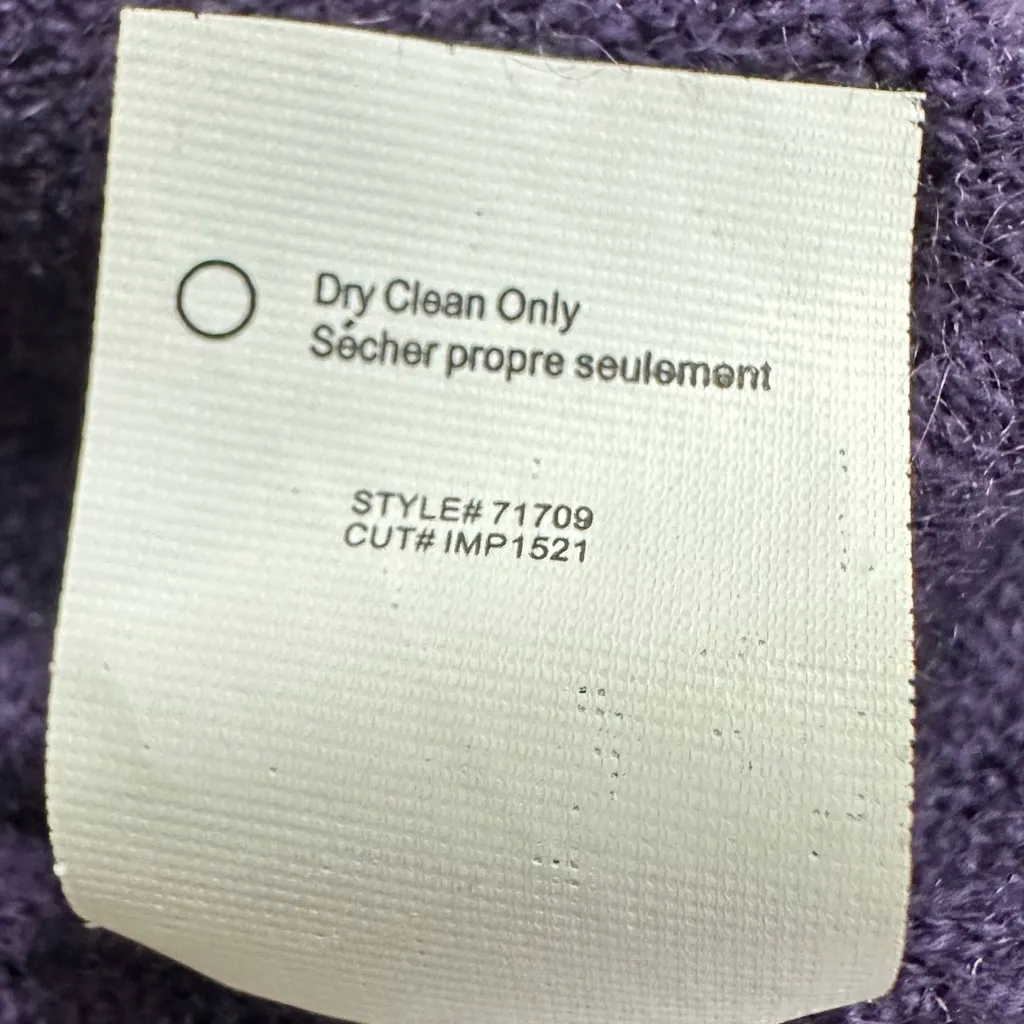 Dry Clean Only
Sécher propre seulement
STYLE# 71709
CUT# IMP1521